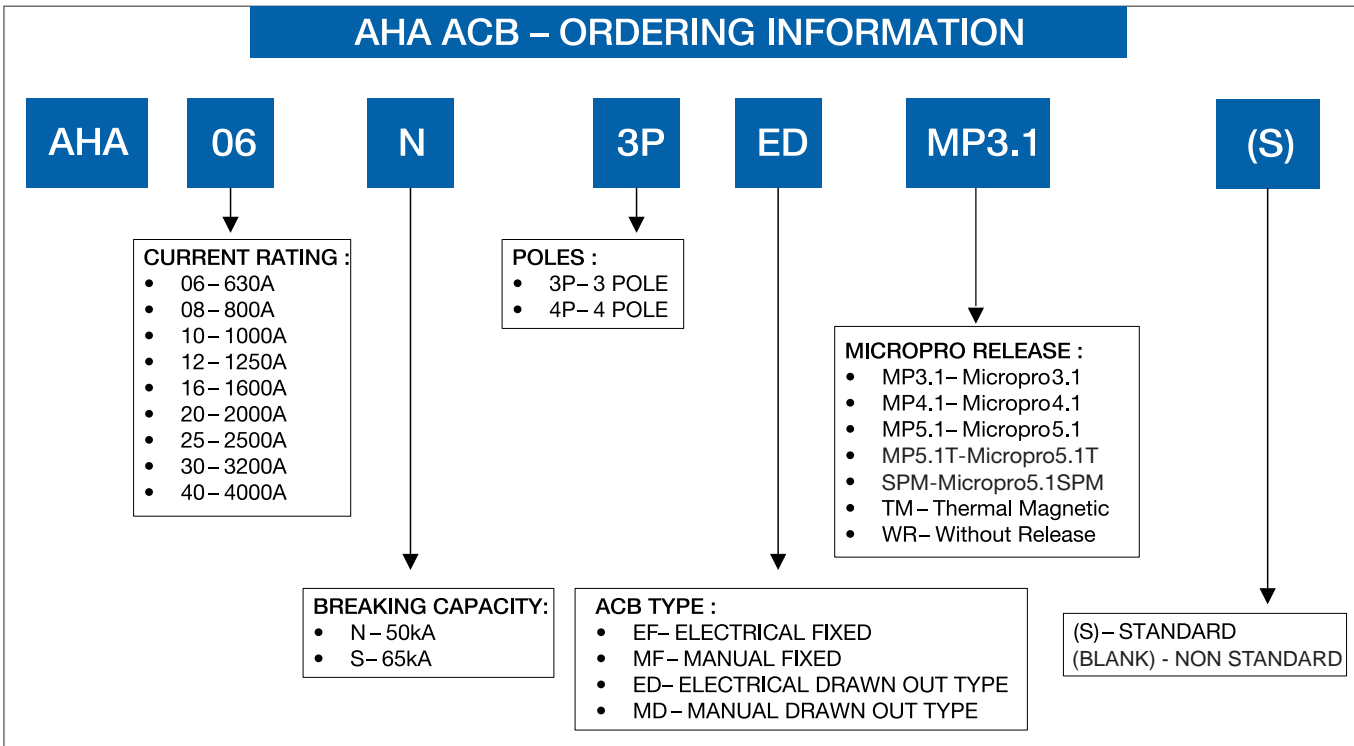 AHA ACB – ORDERING INFORMATION
AHA 06 N 3P ED MP3.1 (S)
CURRENT RATING :
• 06 – 630A
• 08 – 800A
• 10 – 1000A
• 12 – 1250A
• 16 – 1600A
• 20 – 2000A
• 25 – 2500A
• 30 – 3200A
• 40 – 4000A
BREAKING CAPACITY:
• N – 50kA
• S – 65kA
POLES :
• 3P – 3 POLE
• 4P – 4 POLE
ACB TYPE :
• EF – ELECTRICAL FIXED
• MF – MANUAL FIXED
• ED – ELECTRICAL DRAWN OUT TYPE
• MD – MANUAL DRAWN OUT TYPE
MICROPRO RELEASE :
• MP3.1 – Micropro3.1
• MP4.1 – Micropro4.1
• MP5.1 – Micropro5.1
• MP5.1T-Micropro5.1T
• SPM-Micropro5.1SPM
• TM – Thermal Magnetic
• WR – Without Release
(S) – STANDARD
(BLANK) - NON STANDARD